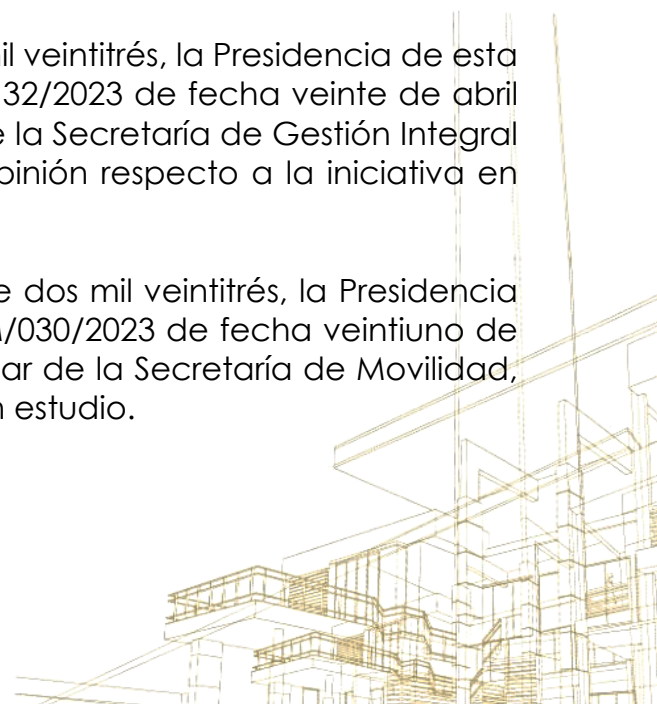 il veintitrés, la Presidencia de esta
32/2023 de fecha veinte de abril
e la Secretaría de Gestión Integral
pinión respecto a la iniciativa en
e dos mil veintitrés, la Presidencia
/030/2023 de fecha veintiuno de
ar de la Secretaría de Movilidad,
n estudio.